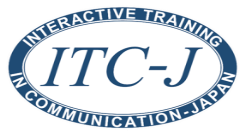 INTERACTIVE TRAINING
ITC-J
IN COMMUNICATION-JAPAN